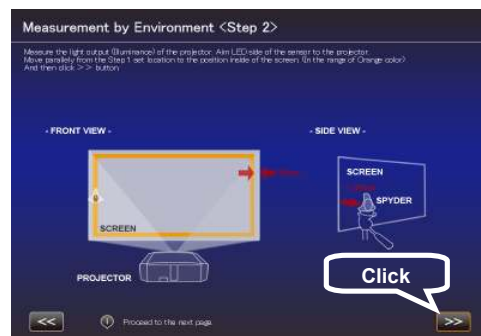 Measurement by Environment <Step 2>
Measure the light output (Illuminance) of the projector. Aim LED side of the sensor to the projector.
Move parallely from the Step 1 set location to the position inside of the screen. (In the range of Orange color)
And then click >> button
- FRONT VIEW -
- SIDE VIEW -
SCREEN
SPYDER
SCREEN
PROJECTOR
Click
<<
Proceed to the next page.
>>